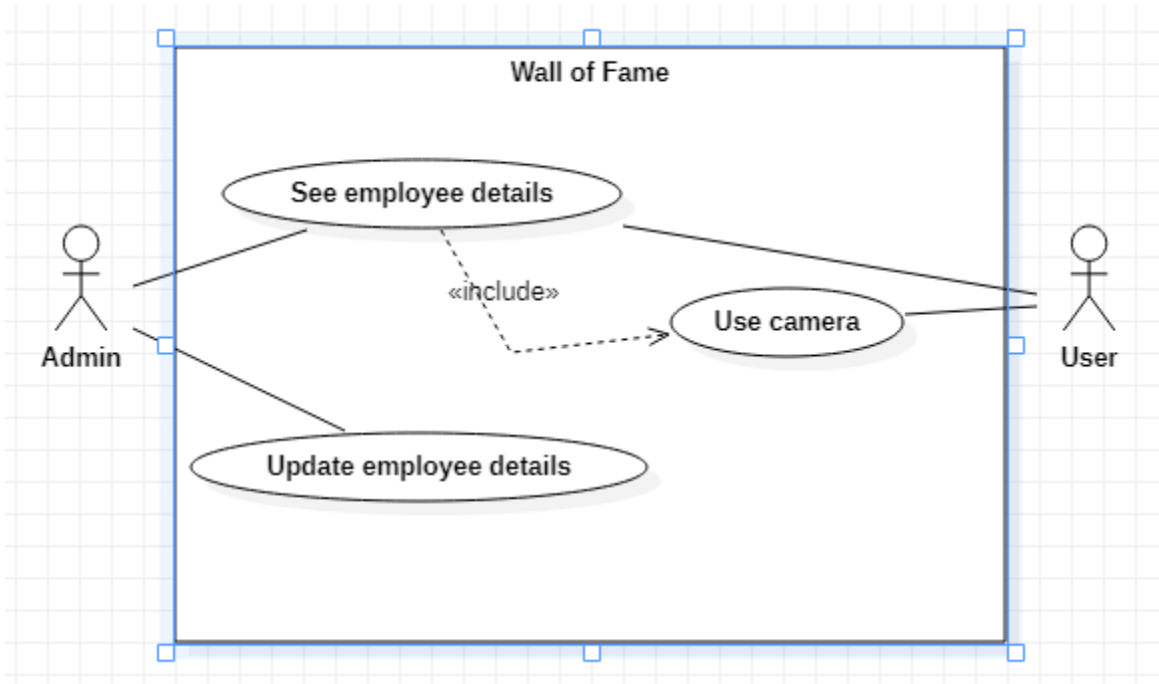 Wall of Fame
See employee details
«include»
Use camera
Admin
User
Update employee details